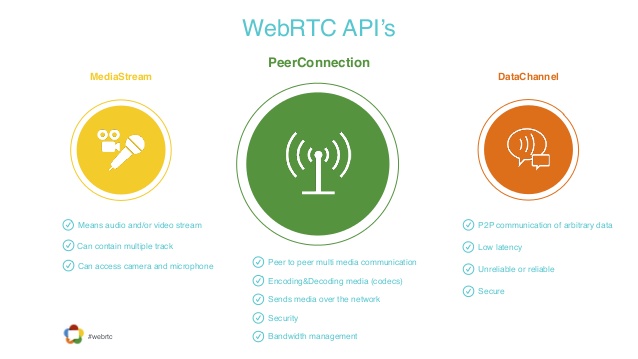 WebRTC API's
MediaStream
Means audio and/or video stream
Can contain multiple track
Can access camera and microphone
PeerConnection
Peer to peer multi media communication
Encoding&Decoding media (codecs)
Sends media over the network
Security
Bandwidth management
DataChannel
P2P communication of arbitrary data
Low latency
Unreliable or reliable
Secure
#webrtc